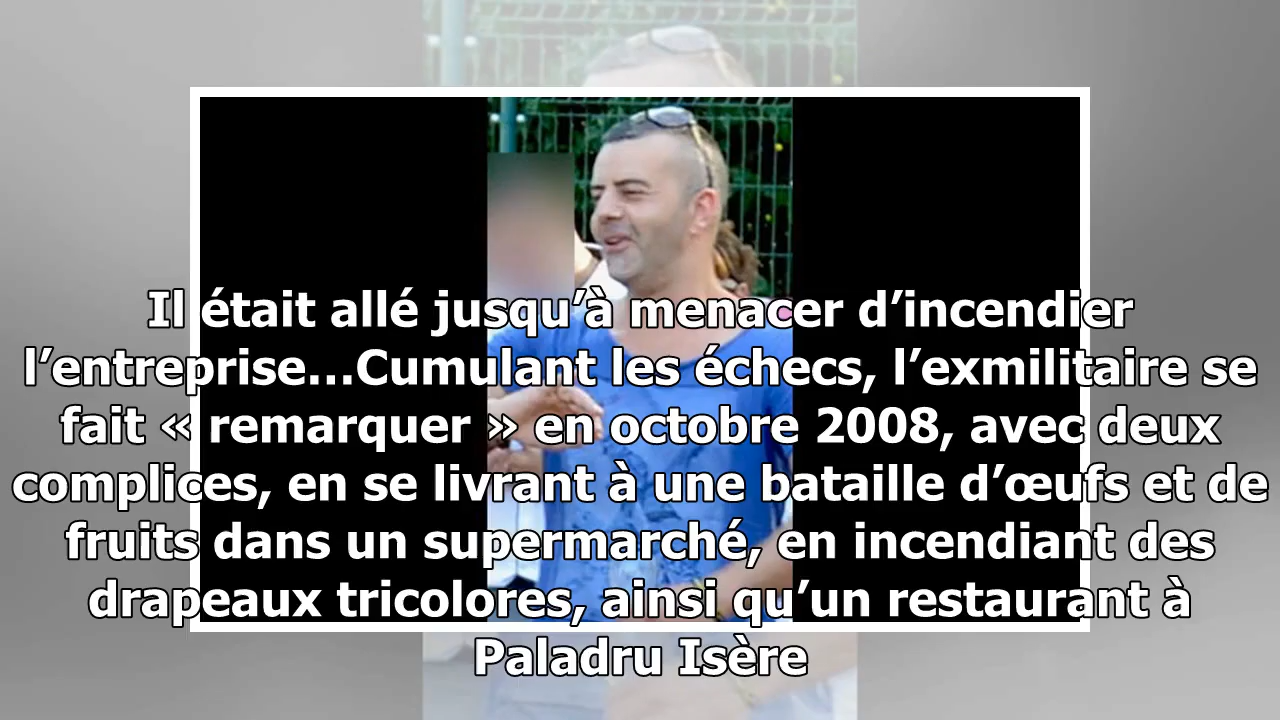 Il était allé jusqu’à menacer d’incendier
l’entreprise...Cumulant les échecs, l’exmilitaire se
fait « remarquer » en octobre 2008, avec deux
complices, en se livrant à une bataille d’œufs et de
fruits dans un supermarché, en incendiant des
drapeaux tricolores, ainsi qu’un restaurant à
Paladru Isère